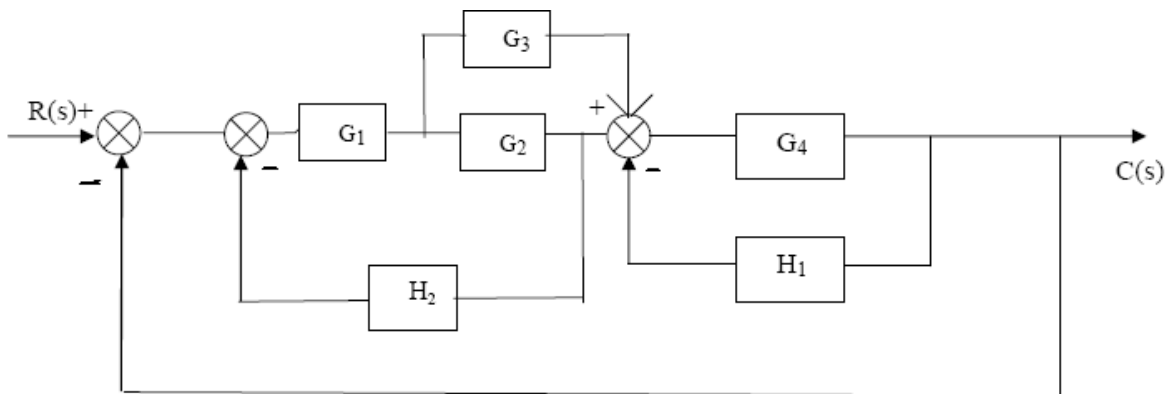 G₃
R(s)+
+
G₁
G₂
G₄
C(s)
−
−
−
H₁
H₂